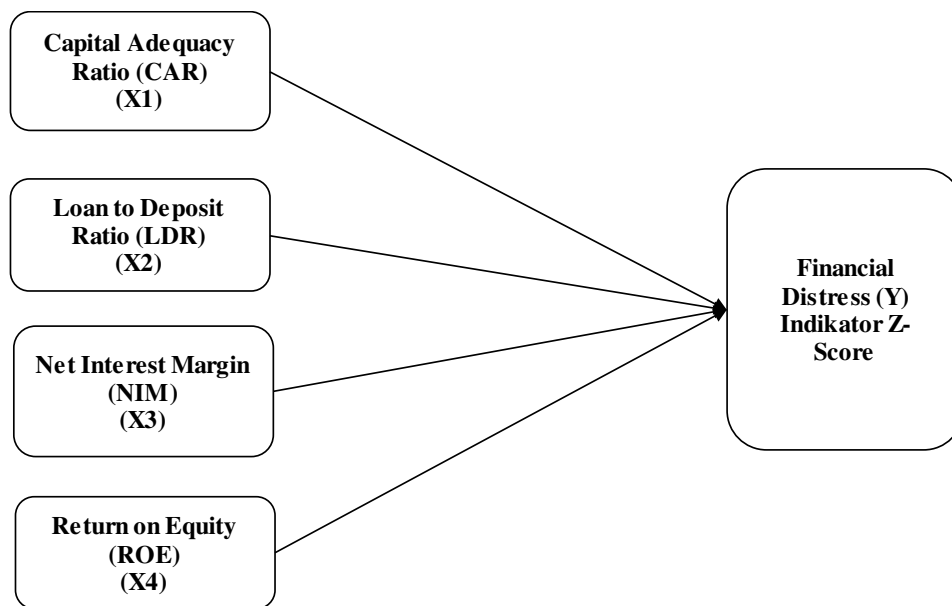 Capital Adequacy
Ratio (CAR)
(X1)
Loan to Deposit
Ratio (LDR)
(X2)
Net Interest Margin
(NIM)
(X3)
Return on Equity
(ROE)
(X4)
Financial
Distress (Y)
Indikator Z-
Score